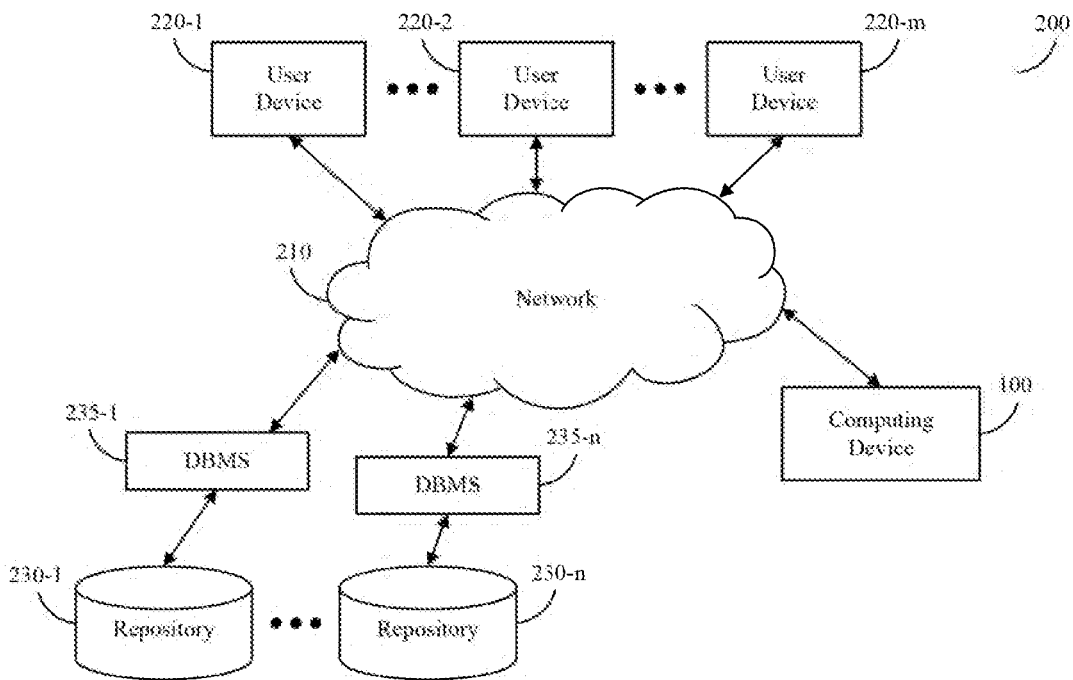 220-1
220-2
220-m
200
User
Device
User
Device
User
Device
210
Network
235-1
DBMS
235-n
DBMS
100
Computing
Device
230-1
Repository
230-n
Repository